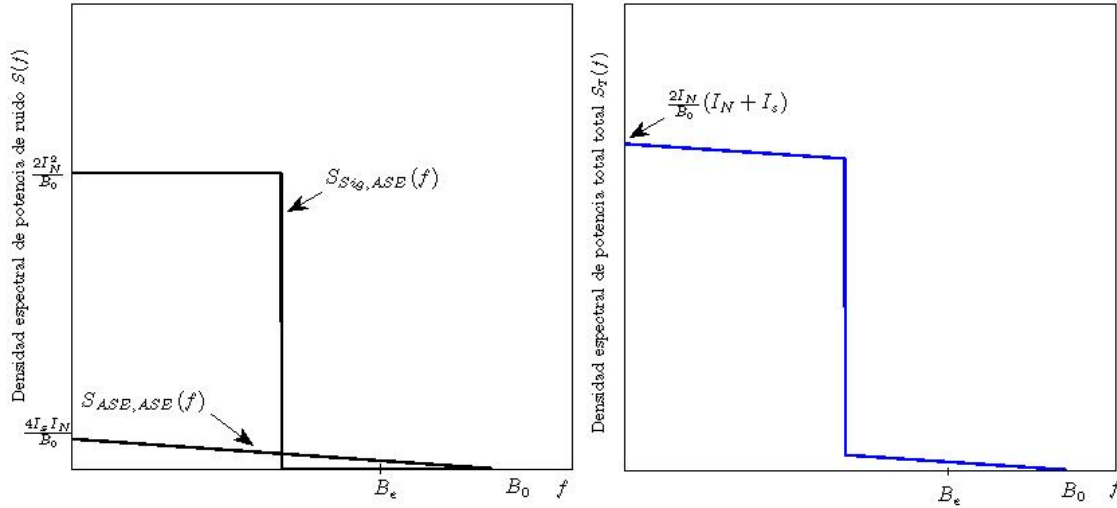 Densidad espectral de potencia de ruido S(f)
2I_N^2/B_0
S_{Sig,ASE}(f)
S_{ASE,ASE}(f)
4I_sI_N/B_0
B_e
B_0
f
Densidad espectral de potencia total total S_T(f)
2I_N/B_0(I_N + I_s)
B_e
B_0
f